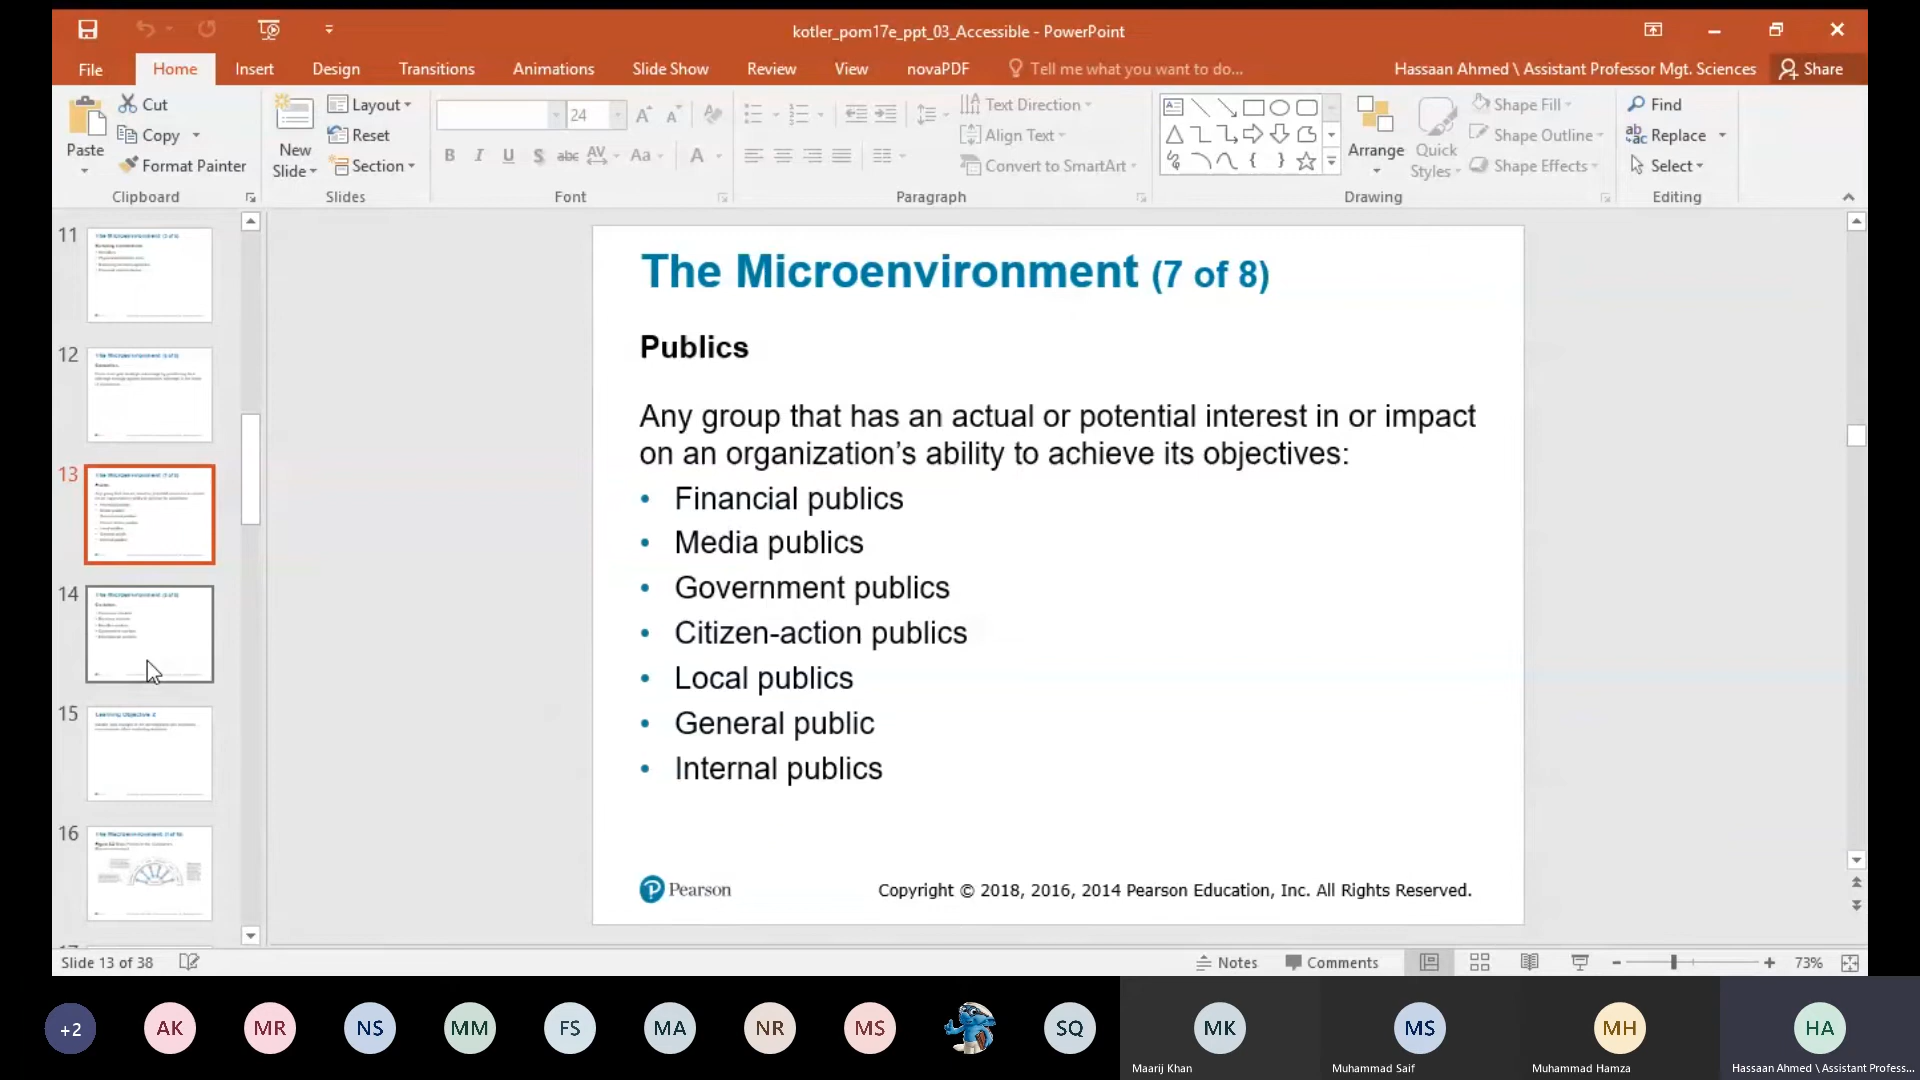 kotler_pom17e_ppt_03_Accessible - PowerPoint
File Home Insert Design Transitions Animations Slide Show Review View novaPDF Tell me what you want to do... Hassaan Ahmed \ Assistant Professor Mgt. Sciences Share
Paste
Cut
Copy
Format Painter
Clipboard
New
Slide
Layout
Reset
Section
Slides
24
B I U S abc AV Aa A
Font
Text Direction
Align Text
Convert to SmartArt
Paragraph
Arrange
Quick
Styles
Shape Fill
Shape Outline
Shape Effects
Drawing
Find
Replace
Select
Editing
11
12
13
14
15
Learning Objective 2
16
The Microenvironment (7 of 8)
Publics
Any group that has an actual or potential interest in or impact
on an organization’s ability to achieve its objectives:
• Financial publics
• Media publics
• Government publics
• Citizen-action publics
• Local publics
• General public
• Internal publics
Pearson
Copyright © 2018, 2016, 2014 Pearson Education, Inc. All Rights Reserved.
Slide 13 of 38
Notes Comments 73%
+2 AK MR NS MM FS MA NR MS SQ MK MS MH HA
Maarij Khan Muhammad Saif Muhammad Hamza Hassaan Ahmed \ Assistant Profess...